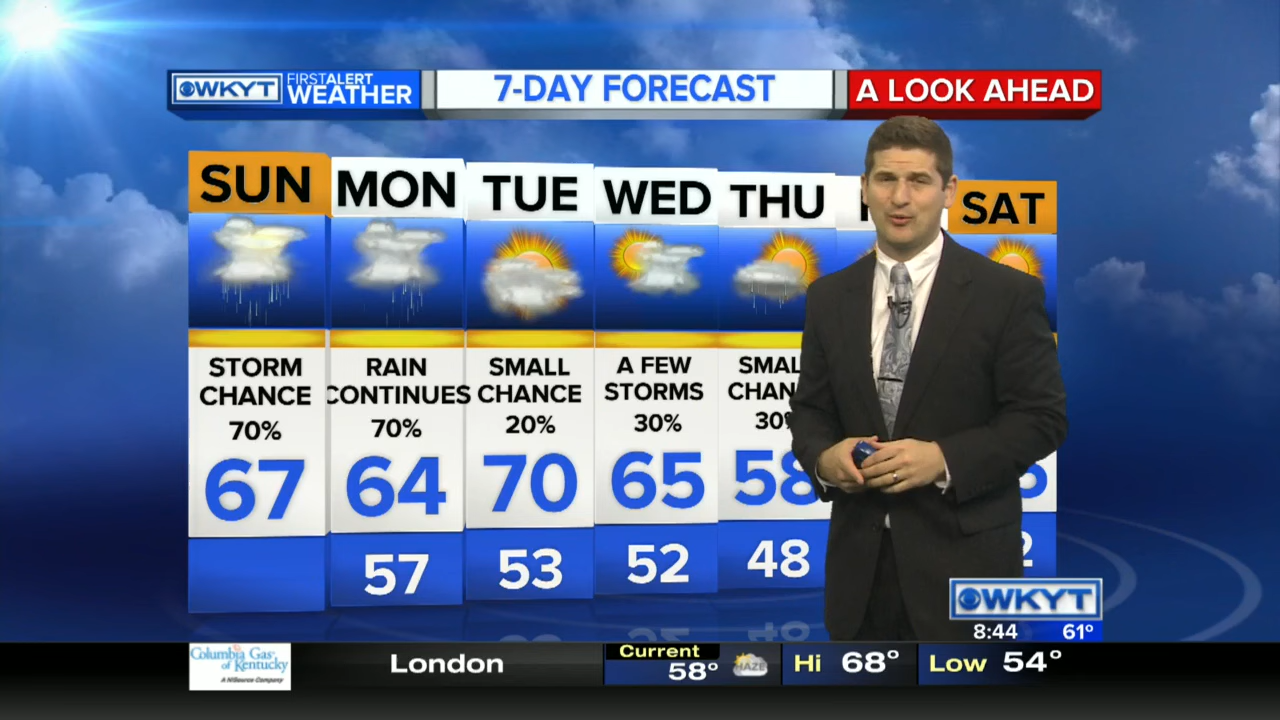 WKYT FIRST ALERT WEATHER
7-DAY FORECAST
A LOOK AHEAD
SUN
STORM
CHANCE
70%
67
MON
RAIN
CONTINUES
70%
64
57
TUE
SMALL
CHANCE
20%
70
53
WED
A FEW
STORMS
30%
65
52
THU
58
48
SAT
WKYT
8:44 61°
Columbia Gas
of Kentucky
A NiSource Company
London
Current
58°
HAZE
Hi 68°
Low 54°